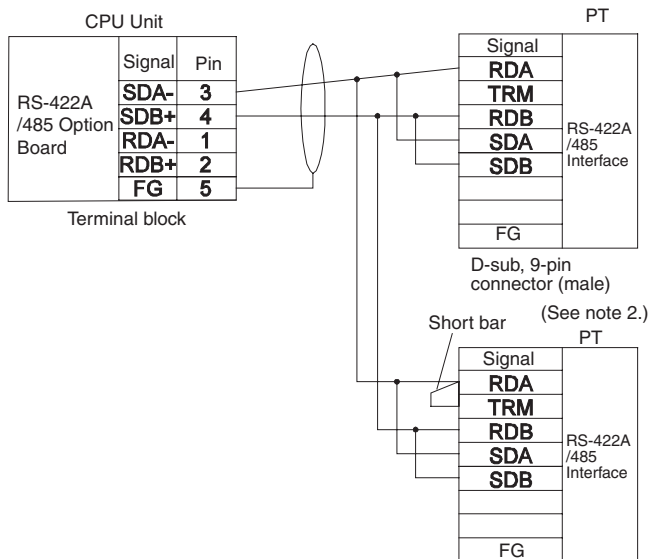 CPU Unit
RS-422A
/485 Option
Board
Signal Pin
SDA- 3
SDB+ 4
RDA- 1
RDB+ 2
FG 5
Terminal block
PT
Signal
RDA
TRM
RDB
SDA
SDB
FG
RS-422A
/485
Interface
D-sub, 9-pin
connector (male)
(See note 2.)
Short bar
PT
Signal
RDA
TRM
RDB
SDA
SDB
FG
RS-422A
/485
Interface